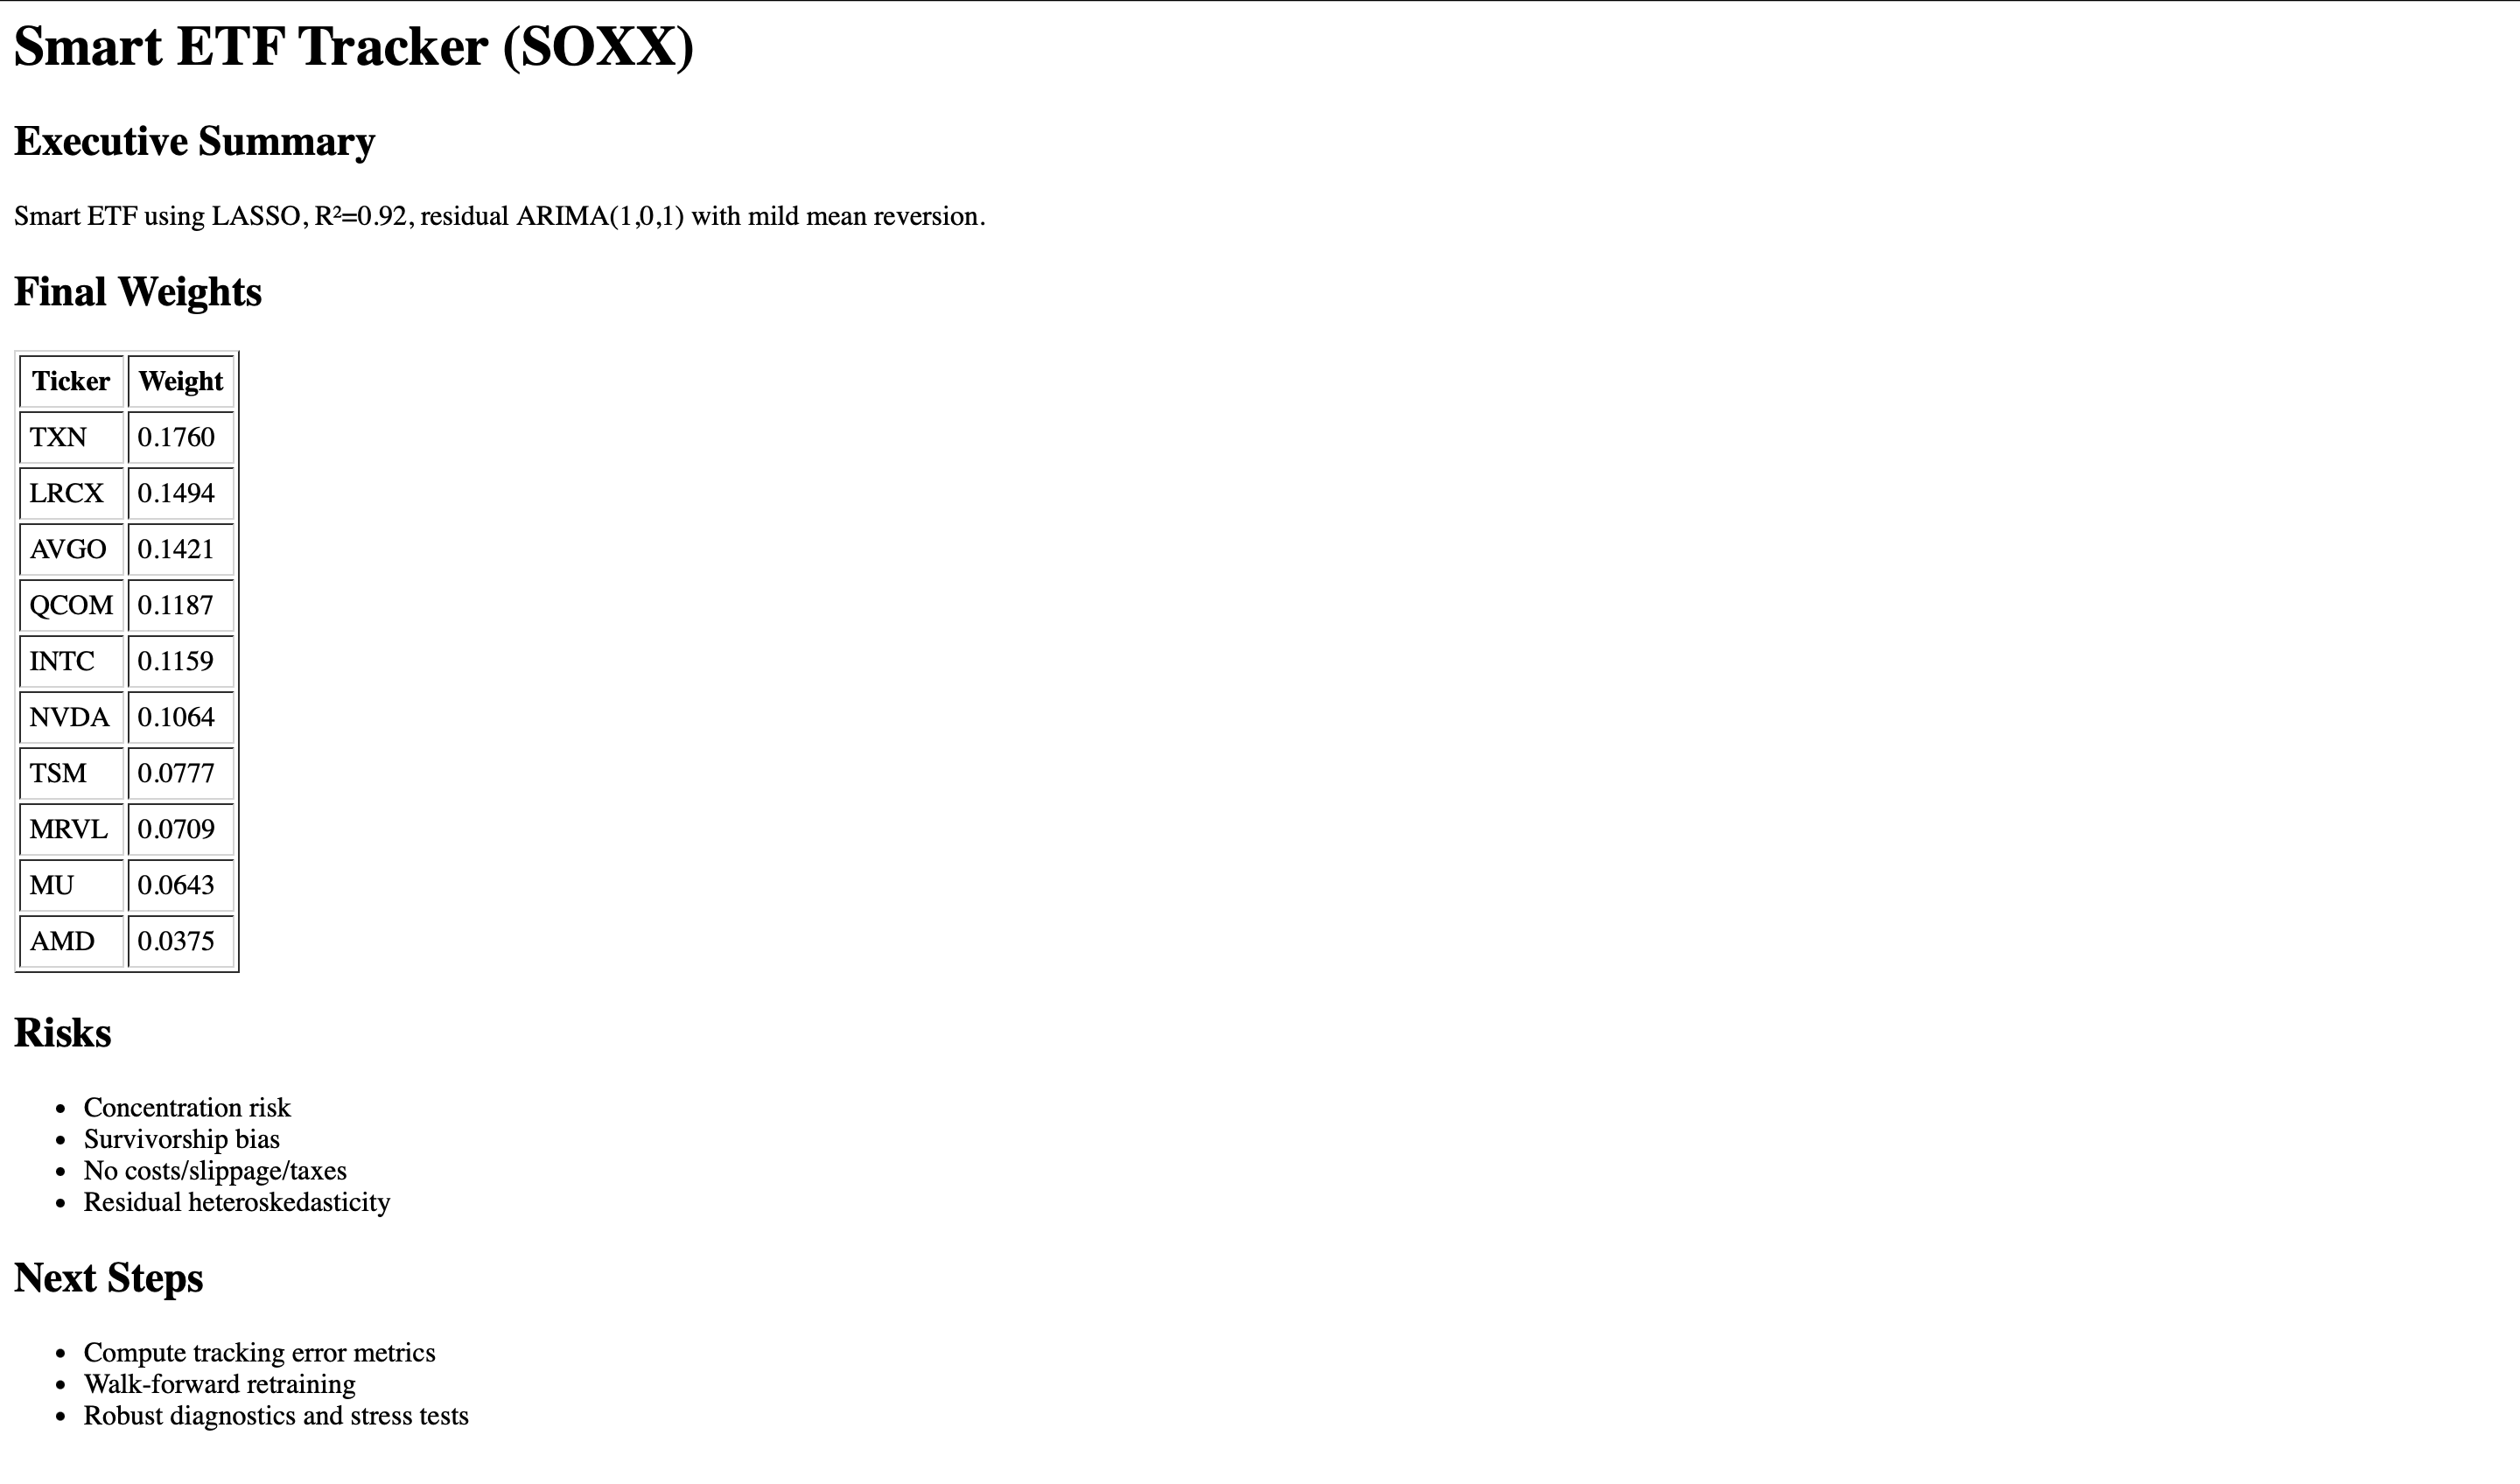 Smart ETF Tracker (SOXX)
Executive Summary
Smart ETF using LASSO, R²=0.92, residual ARIMA(1,0,1) with mild mean reversion.
Final Weights
Ticker Weight
TXN 0.1760
LRCX 0.1494
AVGO 0.1421
QCOM 0.1187
INTC 0.1159
NVDA 0.1064
TSM 0.0777
MRVL 0.0709
MU 0.0643
AMD 0.0375
Risks
• Concentration risk
• Survivorship bias
• No costs/slippage/taxes
• Residual heteroskedasticity
Next Steps
• Compute tracking error metrics
• Walk-forward retraining
• Robust diagnostics and stress tests